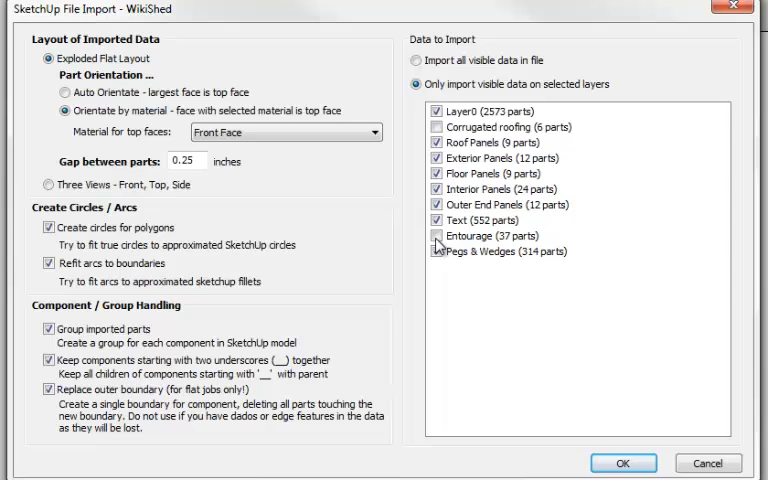 SketchUp File Import - WikiShed
Layout of Imported Data
Exploded Flat Layout
Part Orientation ...
Auto Orientate - largest face is top face
Orientate by material - face with selected material is top face
Material for top faces: Front Face
Gap between parts: 0.25 inches
Three Views - Front, Top, Side
Create Circles / Arcs
Create circles for polygons
Try to fit true circles to approximated SketchUp circles
Refit arcs to boundaries
Try to fit arcs to approximated sketchup fillets
Component / Group Handling
Group imported parts
Create a group for each component in SketchUp model
Keep components starting with two underscores (__) together
Keep all children of components starting with '__' with parent
Replace outer boundary (for flat jobs only!)
Create a single boundary for component, deleting all parts touching the
new boundary. Do not use if you have dados or edge features in the data
as they will be lost.
Data to Import
Import all visible data in file
Only import visible data on selected layers
Layer0 (2573 parts)
Corrugated roofing (6 parts)
Roof Panels (9 parts)
Exterior Panels (12 parts)
Floor Panels (9 parts)
Interior Panels (24 parts)
Outer End Panels (12 parts)
Text (552 parts)
Entourage (37 parts)
Pegs & Wedges (314 parts)
OK
Cancel